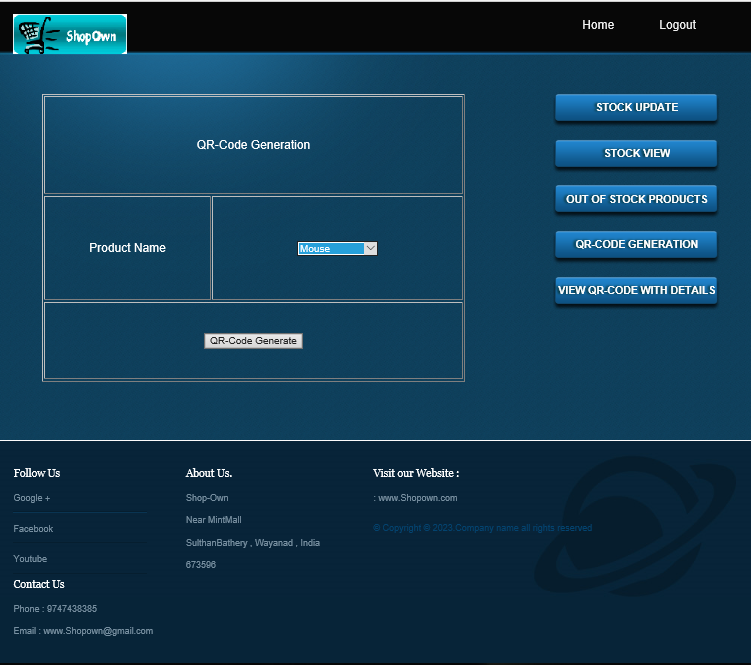 ShopOwn
Home
Logout
QR-Code Generation
Product Name
Mouse
QR-Code Generate
STOCK UPDATE
STOCK VIEW
OUT OF STOCK PRODUCTS
QR-CODE GENERATION
VIEW QR-CODE WITH DETAILS
Follow Us
Google +
Facebook
Youtube
Contact Us
Phone : 9747438385
Email : www.Shopown@gmail.com
About Us.
Shop-Own
Near MintMall
SulthanBathery , Wayanad , India
673596
Visit our Website :
: www.Shopown.com
© Copyright © 2023.Company name all rights reserved